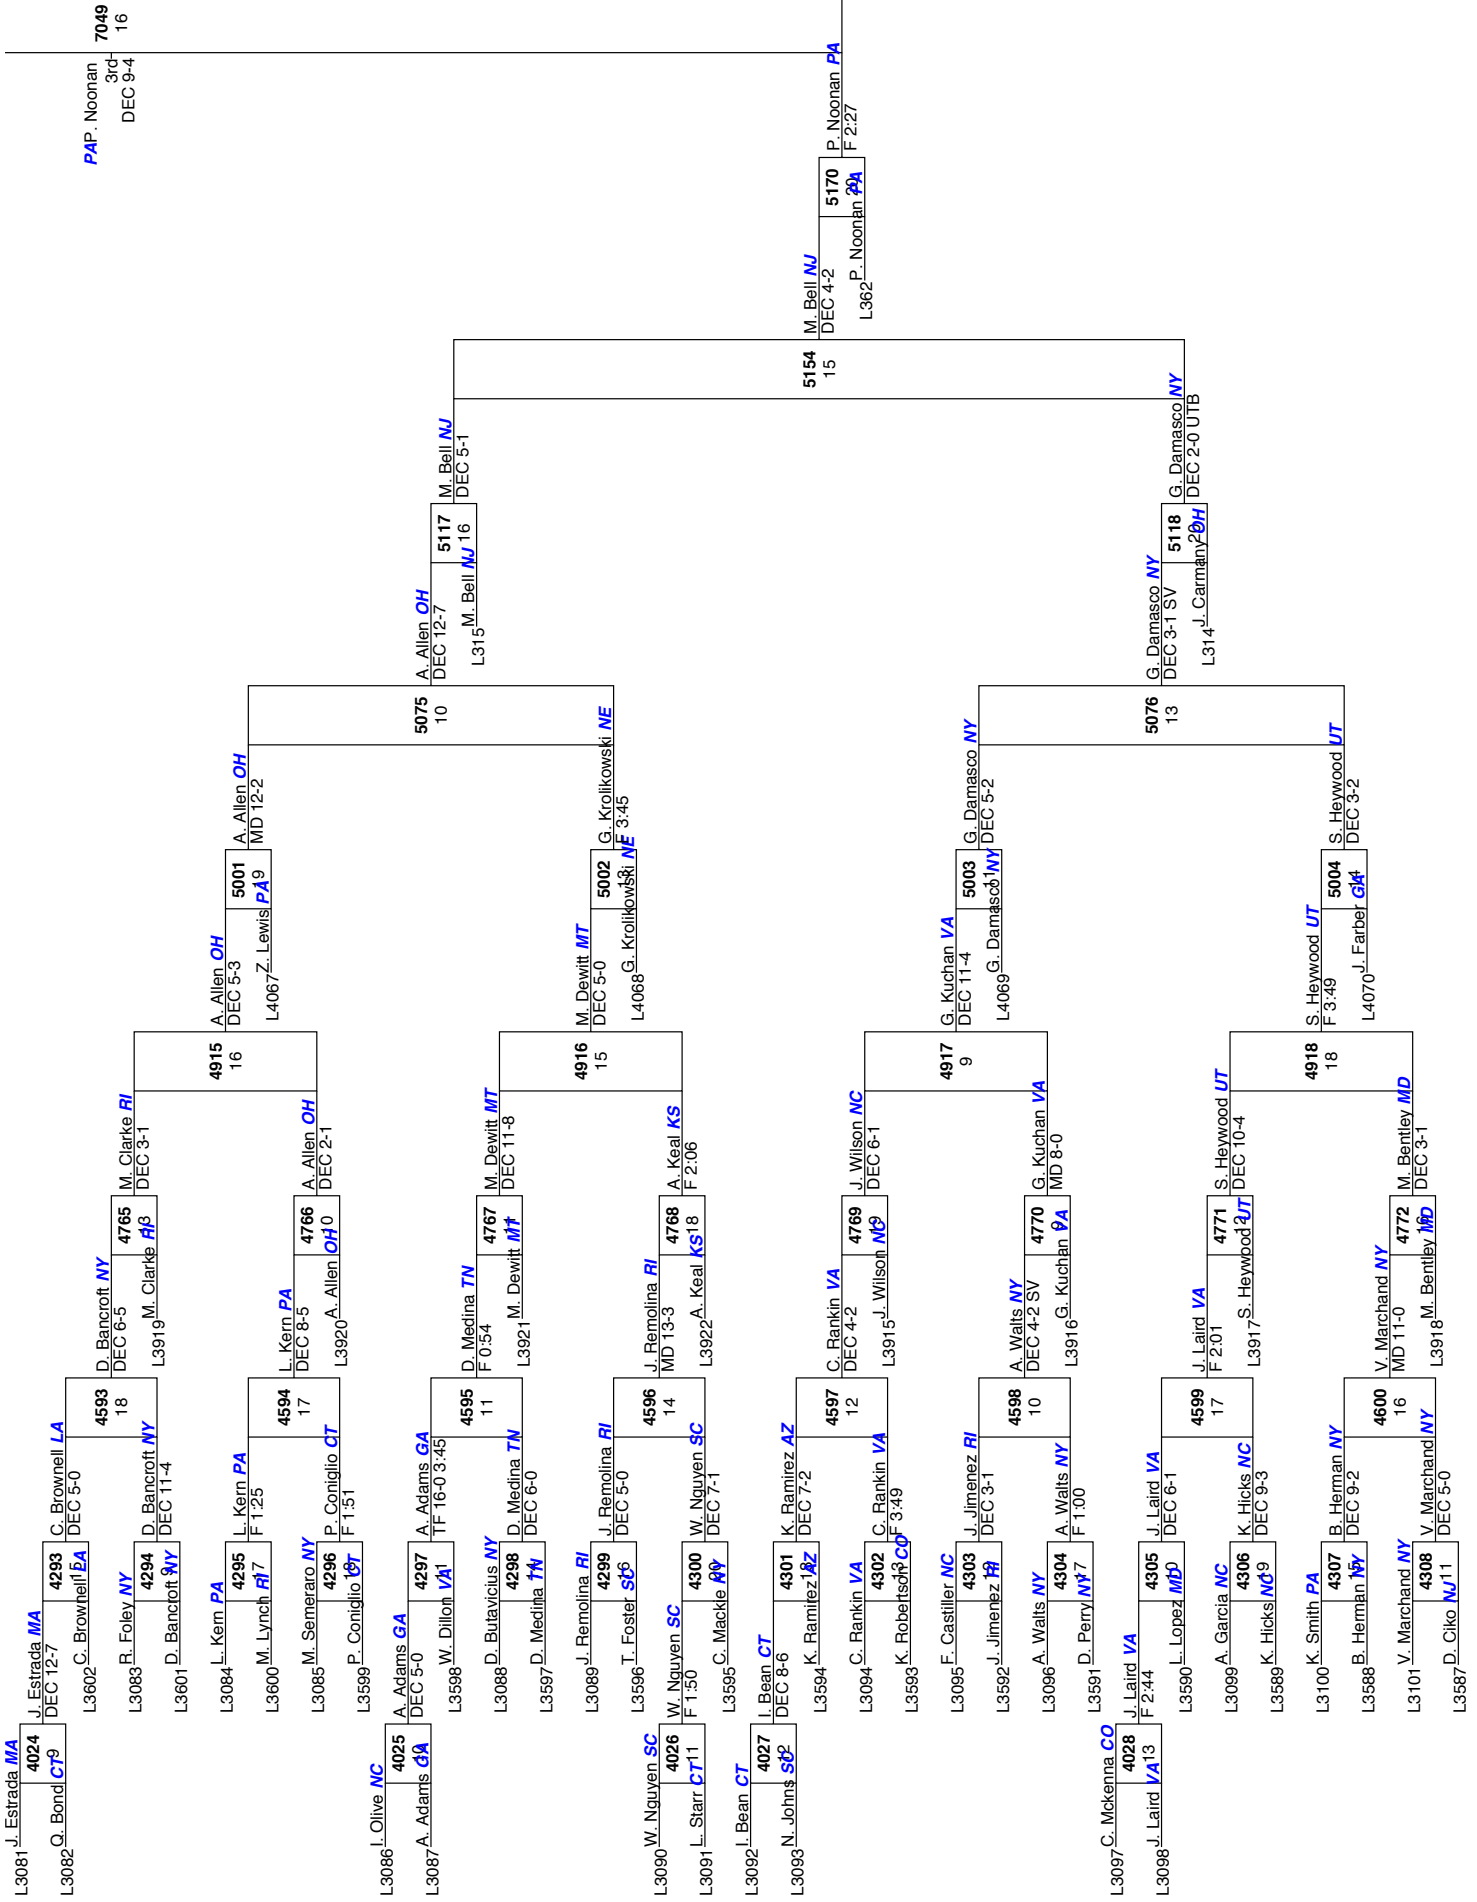 7049
16
PA P. Noonan
3rd
DEC 9-4
L3081 J. Estrada MA
4024
9
L3082 Q. Bond CT
J. Estrada MA
DEC 12-7
4293
15
L3602 C. Brownell LA
C. Brownell LA
DEC 5-0
L3083 R. Foley NY
4294
9
L3601 D. Bancroft NY
D. Bancroft NY
DEC 11-4
4593
18
D. Bancroft NY
DEC 6-5
L3084 L. Kern PA
4295
17
L3600 M. Lynch RI
L. Kern PA
F 1:25
L3085 M. Semeraro NY
4296
L3599 P. Coniglio CT
P. Coniglio CT
F 1:51
4594
17
L. Kern PA
DEC 8-5
L3086 I. Olive NC
4025
L3087 A. Adams GA
A. Adams GA
DEC 5-0
4297
L3598 W. Dillon VA
A. Adams GA
TF 16-0 3:45
L3088 D. Butavicius NY
4298
L3597 D. Medina TN
D. Medina TN
DEC 6-0
4595
11
D. Medina TN
F 0:54
L3089 J. Remolina RI
4299
L3596 T. Foster SC
J. Remolina RI
DEC 5-0
L3090 W. Nguyen SC
4026
11
L3091 L. Starr CT
W. Nguyen SC
F 1:50
4300
L3595 C. Mackie NY
W. Nguyen SC
DEC 7-1
4596
14
J. Remolina RI
MD 13-3
L3092 I. Bean CT
4027
12
L3093 N. Johns SC
I. Bean CT
DEC 8-6
4301
L3594 K. Ramirez AZ
K. Ramirez AZ
DEC 7-2
L3094 C. Rankin VA
4302
13
L3593 K. Robertson CO
C. Rankin VA
F 3:49
4597
12
C. Rankin VA
DEC 4-2
L3095 F. Castiller NC
4303
L3592 J. Jimenez RI
J. Jimenez RI
DEC 3-1
L3096 A. Walts NY
4304
17
L3591 D. Perry NY
A. Walts NY
F 1:00
4598
10
A. Walts NY
DEC 4-2 SV
L3097 C. Mckenna CO
4028
13
L3098 J. Laird VA
J. Laird VA
F 2:44
4305
L3590 L. Lopez MD
J. Laird VA
DEC 6-1
L3099 A. Garcia NC
4306
19
L3589 K. Hicks NC
K. Hicks NC
DEC 9-3
4599
17
J. Laird VA
F 2:01
L3100 K. Smith PA
4307
L3588 B. Herman NY
B. Herman NY
DEC 9-2
L3101 V. Marchand NY
4308
11
L3587 D. Ciko NJ
V. Marchand NY
DEC 5-0
4600
16
V. Marchand NY
MD 11-0
4765
13
L3919 M. Clarke RI
M. Clarke RI
DEC 3-1
4766
10
L3920 A. Allen OH
A. Allen OH
DEC 2-1
4915
16
A. Allen OH
DEC 5-3
4767
L3921 M. Dewitt MT
M. Dewitt MT
DEC 11-8
4768
18
L3922 A. Keal KS
A. Keal KS
F 2:06
4916
15
M. Dewitt MT
DEC 5-0
4769
19
L3915 J. Wilson NC
J. Wilson NC
DEC 6-1
4770
9
L3916 G. Kuchan VA
G. Kuchan VA
MD 8-0
4917
9
G. Kuchan VA
DEC 11-4
4771
12
L3917 S. Heywood UT
S. Heywood UT
DEC 10-4
4772
16
L3918 M. Bentley MD
M. Bentley MD
DEC 3-1
4918
18
S. Heywood UT
F 3:49
5001
19
L4067 Z. Lewis PA
A. Allen OH
MD 12-2
5002
13
L4068 G. Krolikowski NE
G. Krolikowski NE
F 3:45
5075
10
A. Allen OH
DEC 12-7
5003
11
L4069 G. Damasco NY
G. Damasco NY
DEC 5-2
5004
14
L4070 J. Farber GA
S. Heywood UT
DEC 3-2
5076
13
G. Damasco NY
DEC 3-1 SV
5117
16
L315 M. Bell NJ
M. Bell NJ
DEC 5-1
5118
20
L314 J. Carmany OH
G. Damasco NY
DEC 2-0 UTB
5154
15
M. Bell NJ
DEC 4-2
5170
20
L362 P. Noonan PA
P. Noonan PA
F 2:27